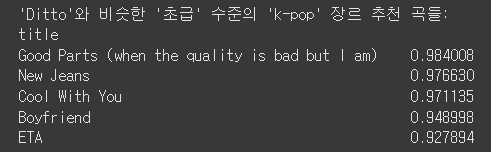 'Ditto'와 비슷한 '초급' 수준의 'k-pop' 장르 추천 곡들:
title
Good Parts (when the quality is bad but I am) 0.984008
New Jeans 0.976630
Cool With You 0.971135
Boyfriend 0.948998
ETA 0.927894